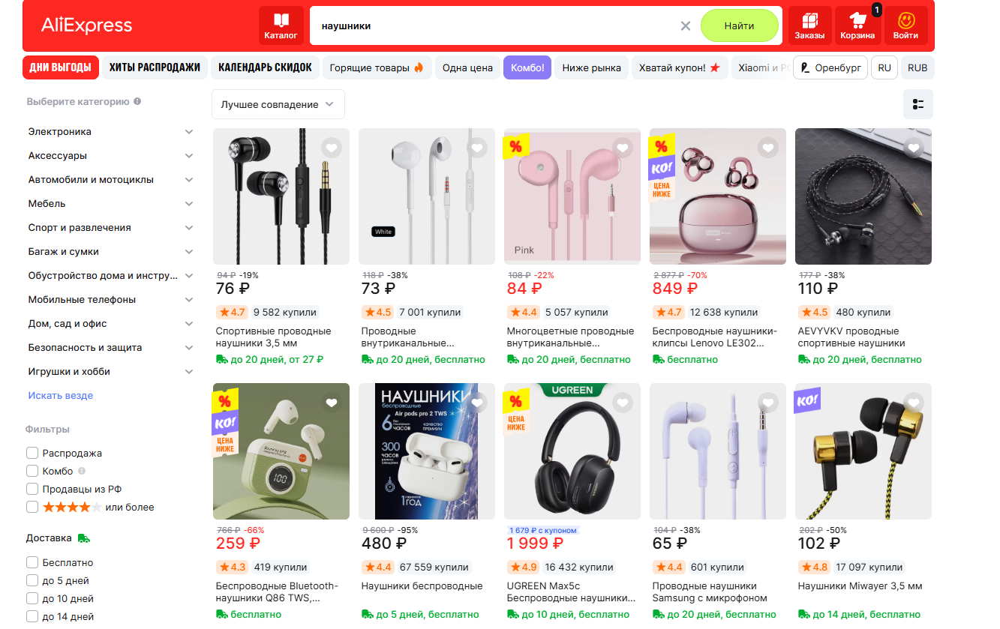 AliExpress
Каталог
наушники
Найти
1
Заказы
Корзина
Войти
ДНИ ВЫГОДЫ
ХИТЫ РАСПРОДАЖИ
КАЛЕНДАРЬ СКИДОК
Горящие товары
Одна цена
Комбо!
Ниже рынка
Хватай купон!
Xiaomi и
Оренбург
RU
RUB
Выберите категорию
Электроника
Аксессуары
Автомобили и мотоциклы
Мебель
Спорт и развлечения
Багаж и сумки
Обустройство дома и инстру...
Мобильные телефоны
Дом, сад и офис
Безопасность и защита
Игрушки и хобби
Искать везде
Фильтры
Распродажа
Комбо
Продавцы из РФ
или более
Доставка
Бесплатно
до 5 дней
до 10 дней
до 14 дней
Лучшее совпадение
94 ₽ -19%
76 ₽
4.7 9 582 купили
Спортивные проводные
наушники 3,5 мм
до 20 дней, от 27 ₽
White
118 ₽ -38%
73 ₽
4.5 7 001 купили
Проводные
внутриканальные...
до 20 дней, бесплатно
%
Pink
108 ₽ -22%
84 ₽
4.4 5 057 купили
Многоцветные проводные
внутриканальные...
до 20 дней, бесплатно
%
КО!
ЦЕНА
НИЖЕ
2 877 ₽ -70%
849 ₽
4.7 12 638 купили
Беспроводные наушники-
клипсы Lenovo LE302...
бесплатно
177 ₽ -38%
110 ₽
4.5 480 купили
AEVYVKV проводные
спортивные наушники
до 20 дней, бесплатно
%
КО!
ЦЕНА
НИЖЕ
100
766 ₽ -66%
259 ₽
4.3 419 купили
Беспроводные Bluetooth-
наушники Q86 TWS,...
бесплатно
НАУШНИКИ
беспроводные
Air pods pro 2 TWS
6
ЧАСОВ
КАЧЕСТВО
ПРЕМИУМ
300
ЧАСОВ
1 гарантия
ГОД
9 600 ₽ -95%
480 ₽
4.4 67 559 купили
Наушники беспроводные
до 5 дней, бесплатно
%
ЦЕНА
НИЖЕ
UGREEN
1 679 ₽ с купоном
1 999 ₽
4.9 16 432 купили
UGREEN Max5c
Беспроводные наушники...
до 10 дней, бесплатно
104 ₽ -38%
65 ₽
4.4 601 купили
Проводные наушники
Samsung с микрофоном
до 20 дней, бесплатно
КО!
202 ₽ -50%
102 ₽
4.8 17 097 купили
Наушники Miwayer 3,5 мм
до 14 дней, бесплатно